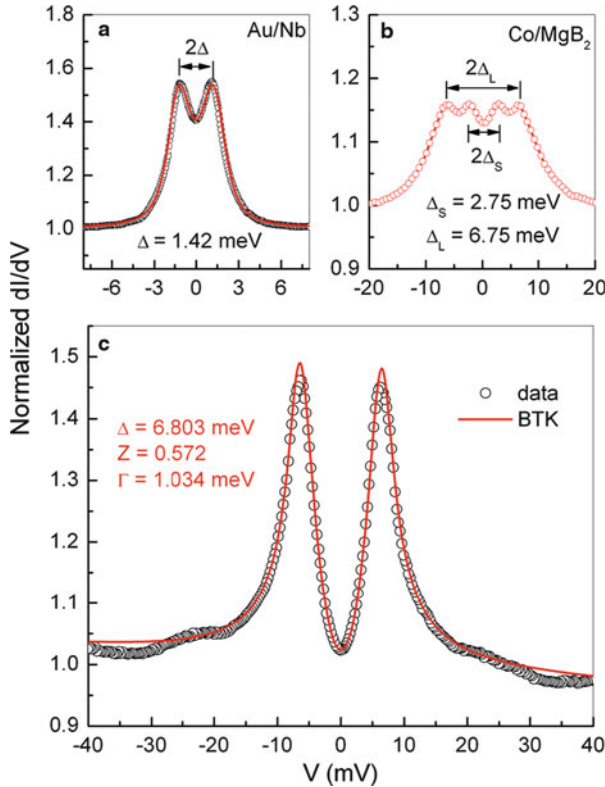 a
Au/Nb
2Δ
Δ = 1.42 meV
1.8
1.6
1.4
1.2
1.0
-6 -3 0 3 6
b
Co/MgB₂
2Δ_L
2Δ_S
Δ_S = 2.75 meV
Δ_L = 6.75 meV
1.3
1.2
1.1
1.0
0.9
-20 -10 0 10 20
Normalized dI/dV
c
data
BTK
Δ = 6.803 meV
Z = 0.572
Γ = 1.034 meV
1.5
1.4
1.3
1.2
1.1
1.0
0.9
-40 -30 -20 -10 0 10 20 30 40
V (mV)